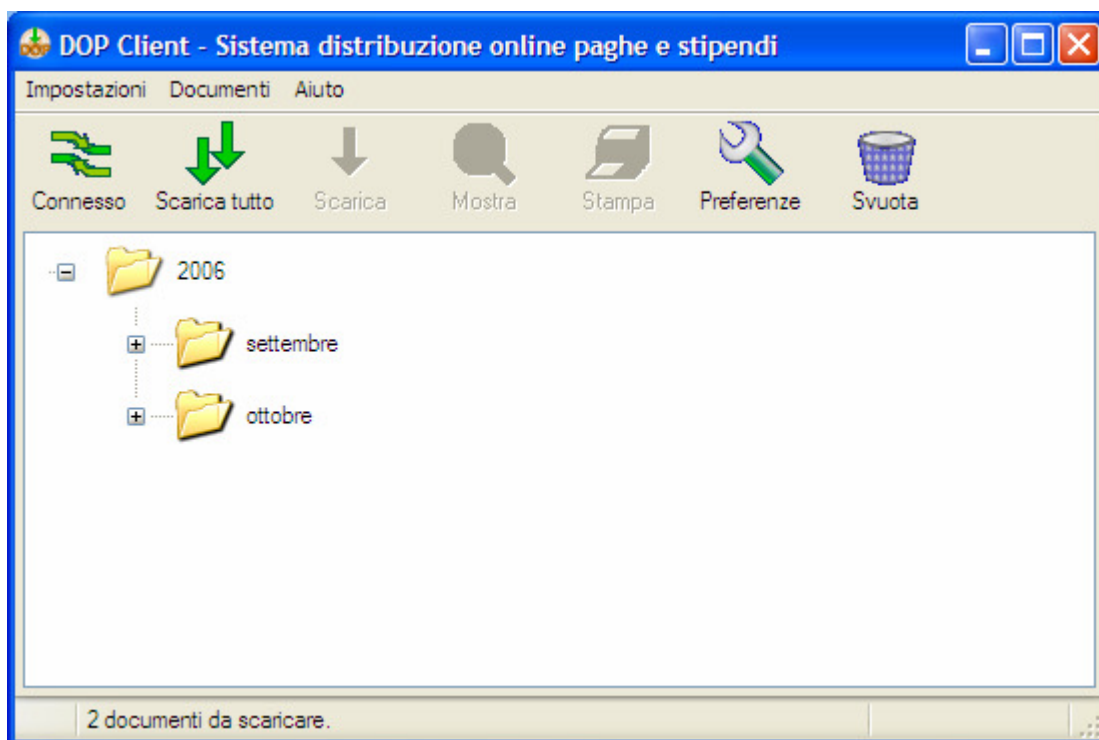 DOP Client - Sistema distribuzione online paghe e stipendi
Impostazioni Documenti Aiuto
Connesso Scarica tutto Scarica Mostra Stampa Preferenze Svuota
2006
settembre
ottobre
2 documenti da scaricare.